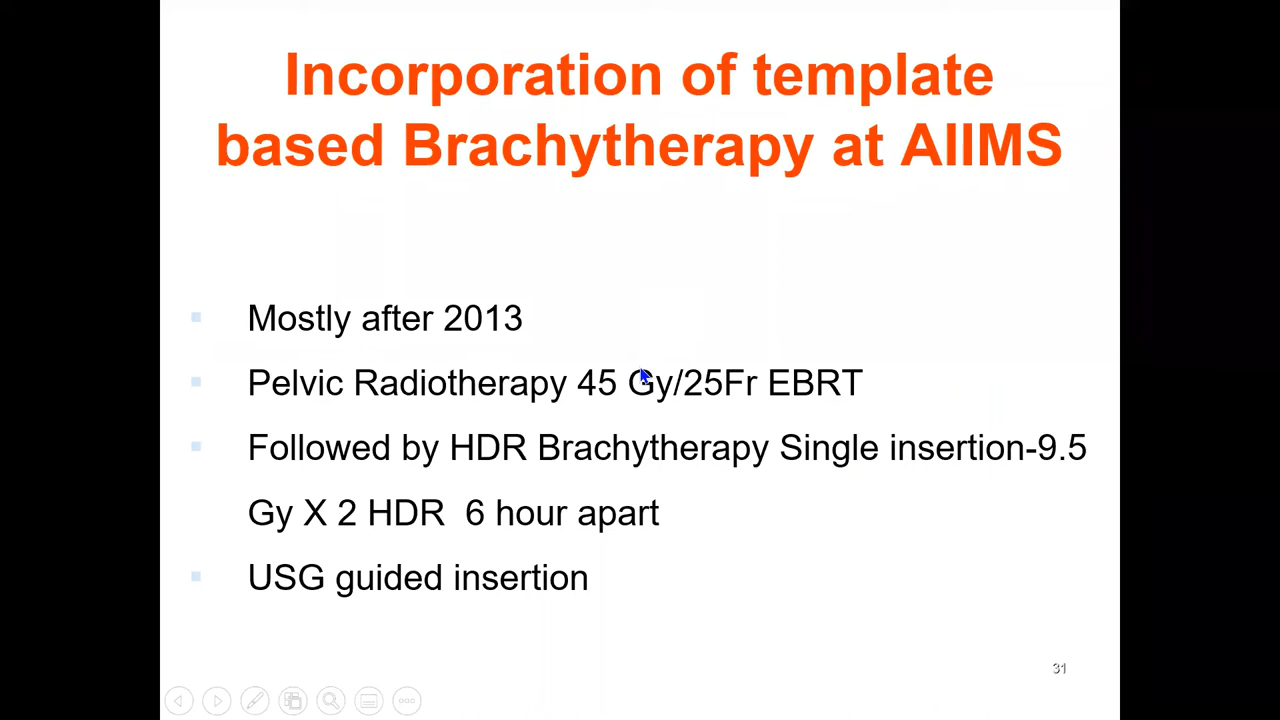 Incorporation of template
based Brachytherapy at AIIMS
Mostly after 2013
Pelvic Radiotherapy 45 Gy/25Fr EBRT
Followed by HDR Brachytherapy Single insertion-9.5
Gy X 2 HDR 6 hour apart
USG guided insertion
31